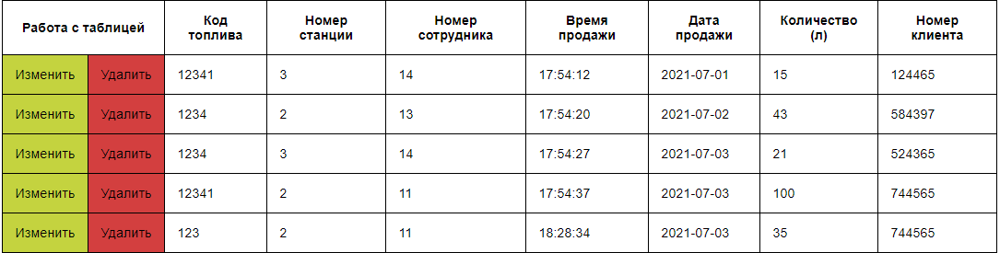 Работа с таблицей Код топлива Номер станции Номер сотрудника Время продажи Дата продажи Количество (л) Номер клиента
Изменить Удалить 12341 3 14 17:54:12 2021-07-01 15 124465
Изменить Удалить 1234 2 13 17:54:20 2021-07-02 43 584397
Изменить Удалить 1234 3 14 17:54:27 2021-07-03 21 524365
Изменить Удалить 12341 2 11 17:54:37 2021-07-03 100 744565
Изменить Удалить 123 2 11 18:28:34 2021-07-03 35 744565